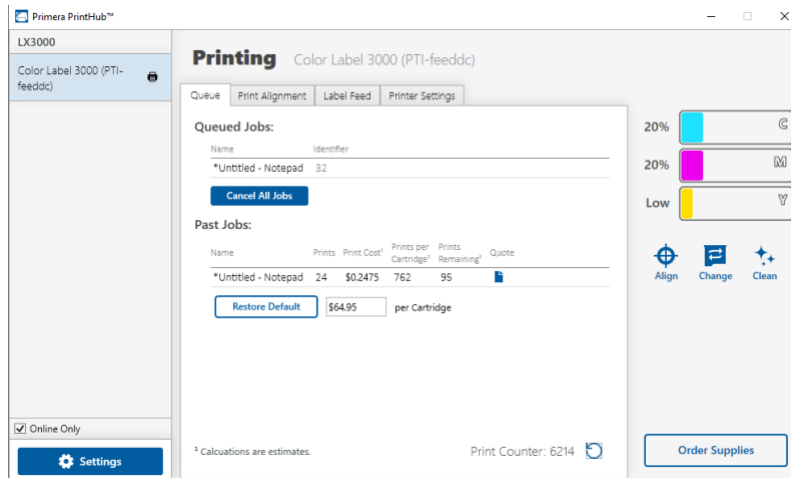 Primera PrintHub™
LX3000
Color Label 3000 (PTI-
feeddc)
Printing Color Label 3000 (PTI-feeddc)
Queue Print Alignment Label Feed Printer Settings
Queued Jobs:
Name Identifier
*Untitled - Notepad 32
Cancel All Jobs
Past Jobs:
Name Prints Print Cost¹ Prints per Cartridge¹ Prints Remaining¹ Quote
*Untitled - Notepad 24 $0.2475 762 95
Restore Default $64.95 per Cartridge
¹ Calcuations are estimates.
Print Counter: 6214
20% C
20% M
Low Y
Align Change Clean
Online Only
Settings
Order Supplies